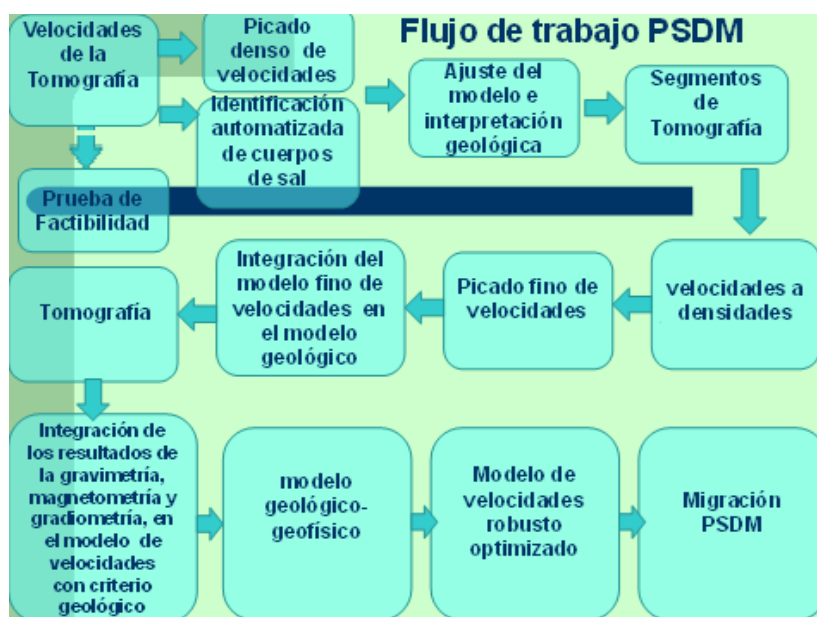 Flujo de trabajo PSDM
Velocidades
de la
Tomografía
Picado
denso de
velocidades
Identificación
automatizada
de cuerpos
de sal
Ajuste del
modelo e
interpretación
geológica
Segmentos
de
Tomografía
Prueba de
Factibilidad
velocidades a
densidades
Picado fino de
velocidades
Integración del
modelo fino de
velocidades en
el modelo
geológico
Tomografía
Integración de
los resultados de
la gravimetría,
magnetometría y
gradiometría, en
el modelo de
velocidades
con criterio
geológico
modelo
geológico-
geofísico
Modelo de
velocidades
robusto
optimizado
Migración
PSDM